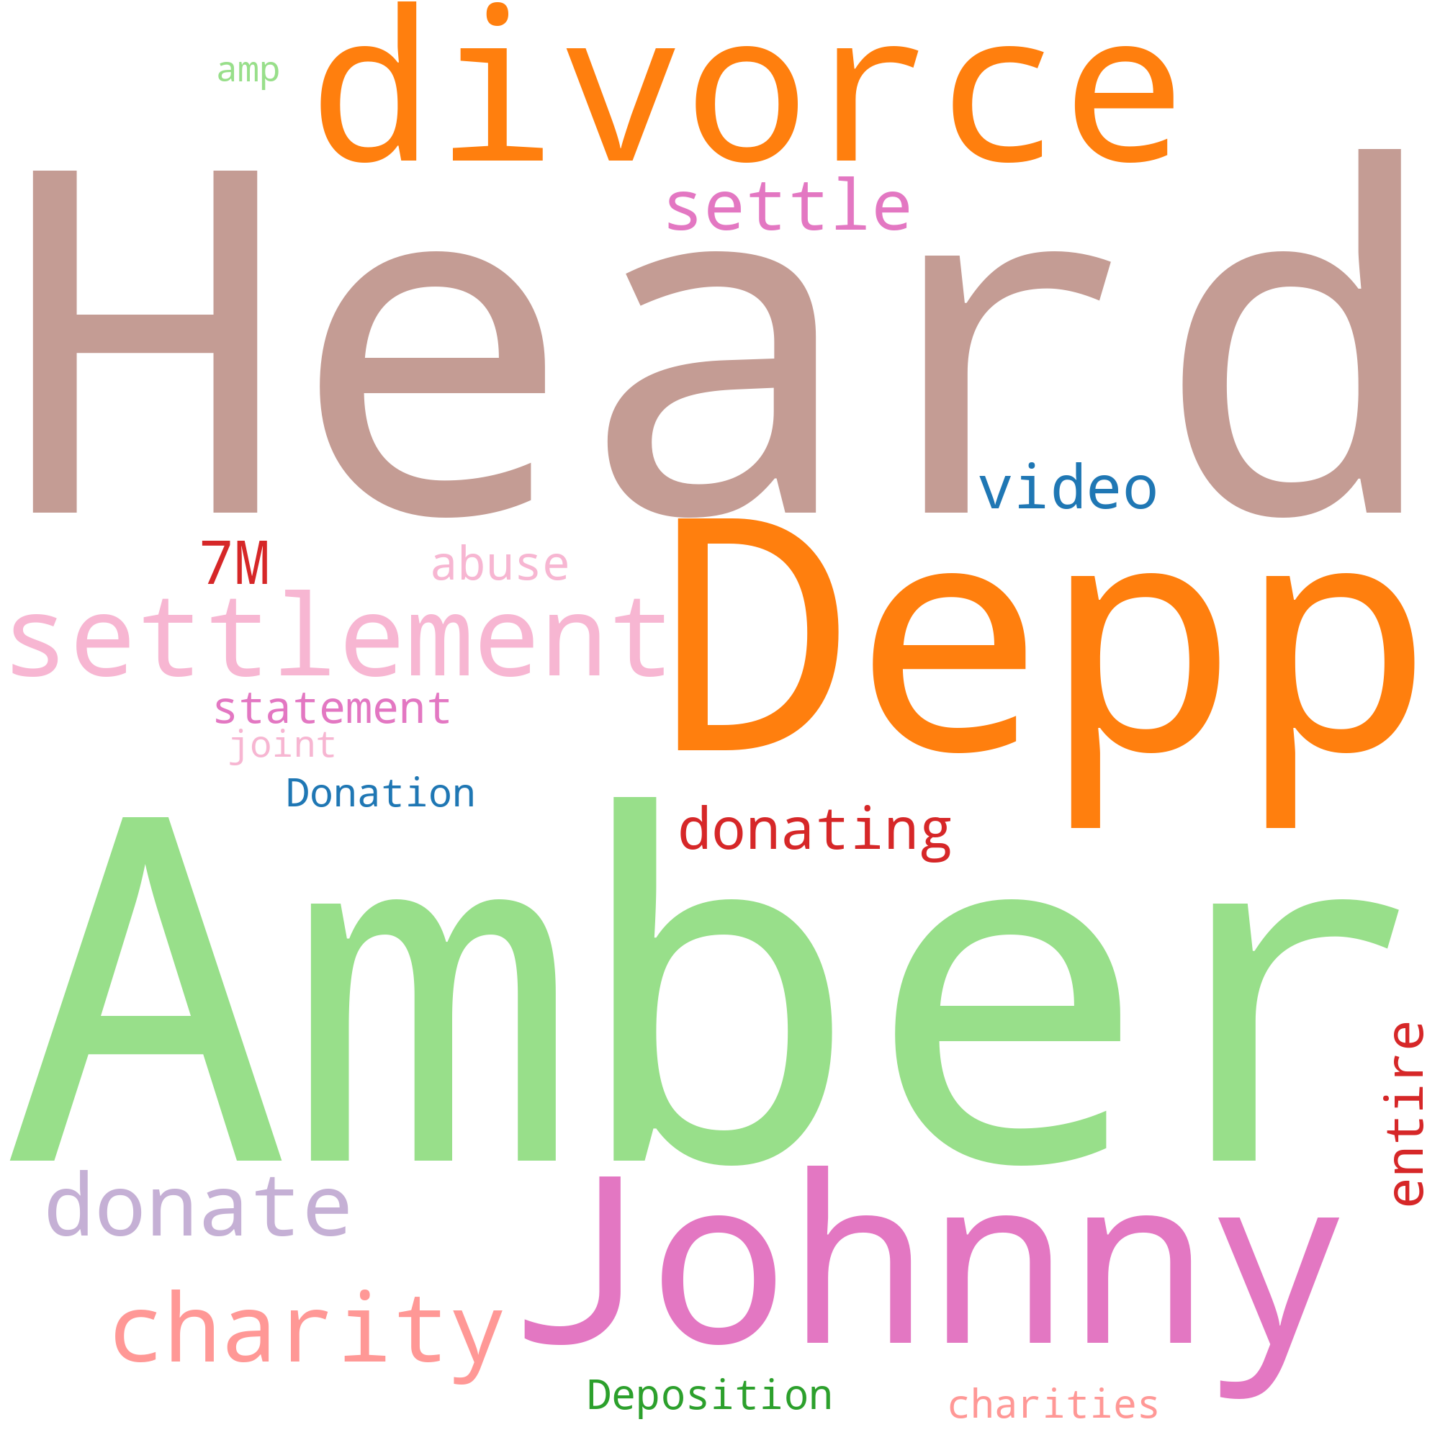 divorce
amp
settle
Heard
video
7M
abuse
Depp
settlement
statement
joint
Donation
donating
Amber
entire
donate
Johnny
charity
Deposition
charities